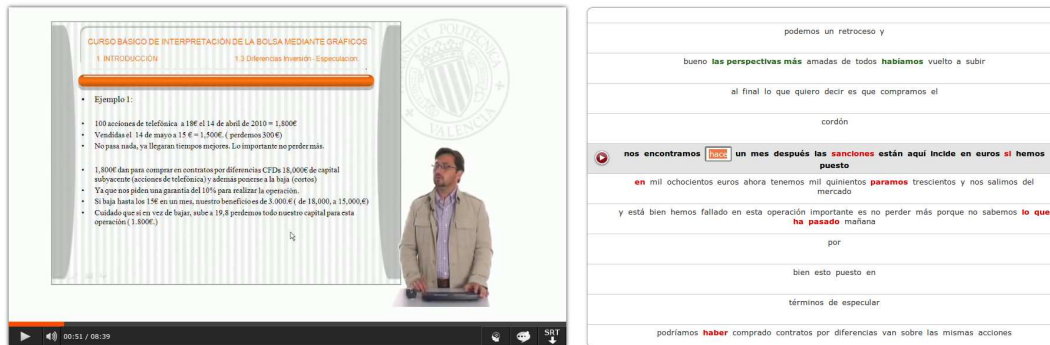 CURSO BASICO DE INTERPRETACIÓN DE LA BOLSA MEDIANTE GRÁFICOS
1 INTRODUCCIÓN 1.3 Diferencias Inversión - Especulación
• Ejemplo 1:
• 100 acciones de telefónica a 18€ el 14 de abril de 2010 = 1,800€
• Vendidas el 14 de mayo a 15 € = 1,500€. ( perdemos 300 €)
• No pasa nada, ya llegaran tiempos mejores. Lo importante no perder más.
• 1,800€ dan para comprar en contratos por diferencias CFDs 18,000€ de capital
subyacente (acciones de telefónica) y además ponerse a la baja (cortos)
• Ya que nos piden una garantía del 10% para realizar la operación.
• Si baja hasta los 15€ en un mes, nuestro beneficio es de 3.000 € ( de 18,000, a 15,000,€)
• Cuidado que si en vez de bajar, sube a 19,8 perdemos todo nuestro capital para esta
operación ( 1.800€.)
POLITÈCNICA
VALÈNCIA
00:51 / 08:39
SRT
podemos un retroceso y
bueno las perspectivas más amadas de todos habíamos vuelto a subir
al final lo que quiero decir es que compramos el
cordón
nos encontramos hace un mes después las sanciones están aquí incide en euros si hemos
puesto
en mil ochocientos euros ahora tenemos mil quinientos paramos trescientos y nos salimos del
mercado
y está bien hemos fallado en esta operación importante es no perder más porque no sabemos lo que
ha pasado mañana
por
bien esto puesto en
términos de especular
podríamos haber comprado contratos por diferencias van sobre las mismas acciones